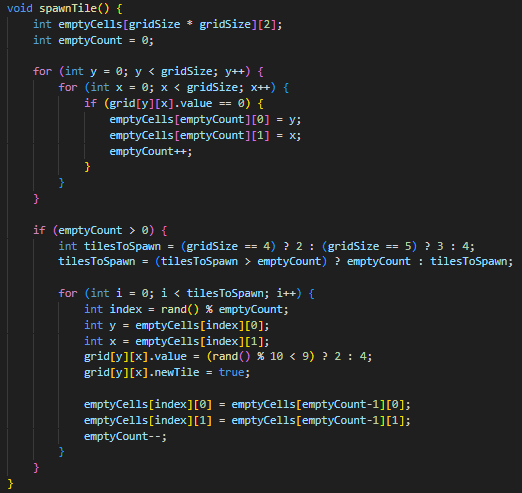 void spawnTile() {
    int emptyCells[gridSize * gridSize][2];
    int emptyCount = 0;

    for (int y = 0; y < gridSize; y++) {
        for (int x = 0; x < gridSize; x++) {
            if (grid[y][x].value == 0) {
                emptyCells[emptyCount][0] = y;
                emptyCells[emptyCount][1] = x;
                emptyCount++;
            }
        }
    }

    if (emptyCount > 0) {
        int tilesToSpawn = (gridSize == 4) ? 2 : (gridSize == 5) ? 3 : 4;
        tilesToSpawn = (tilesToSpawn > emptyCount) ? emptyCount : tilesToSpawn;

        for (int i = 0; i < tilesToSpawn; i++) {
            int index = rand() % emptyCount;
            int y = emptyCells[index][0];
            int x = emptyCells[index][1];
            grid[y][x].value = (rand() % 10 < 9) ? 2 : 4;
            grid[y][x].newTile = true;

            emptyCells[index][0] = emptyCells[emptyCount-1][0];
            emptyCells[index][1] = emptyCells[emptyCount-1][1];
            emptyCount--;
        }
    }
}